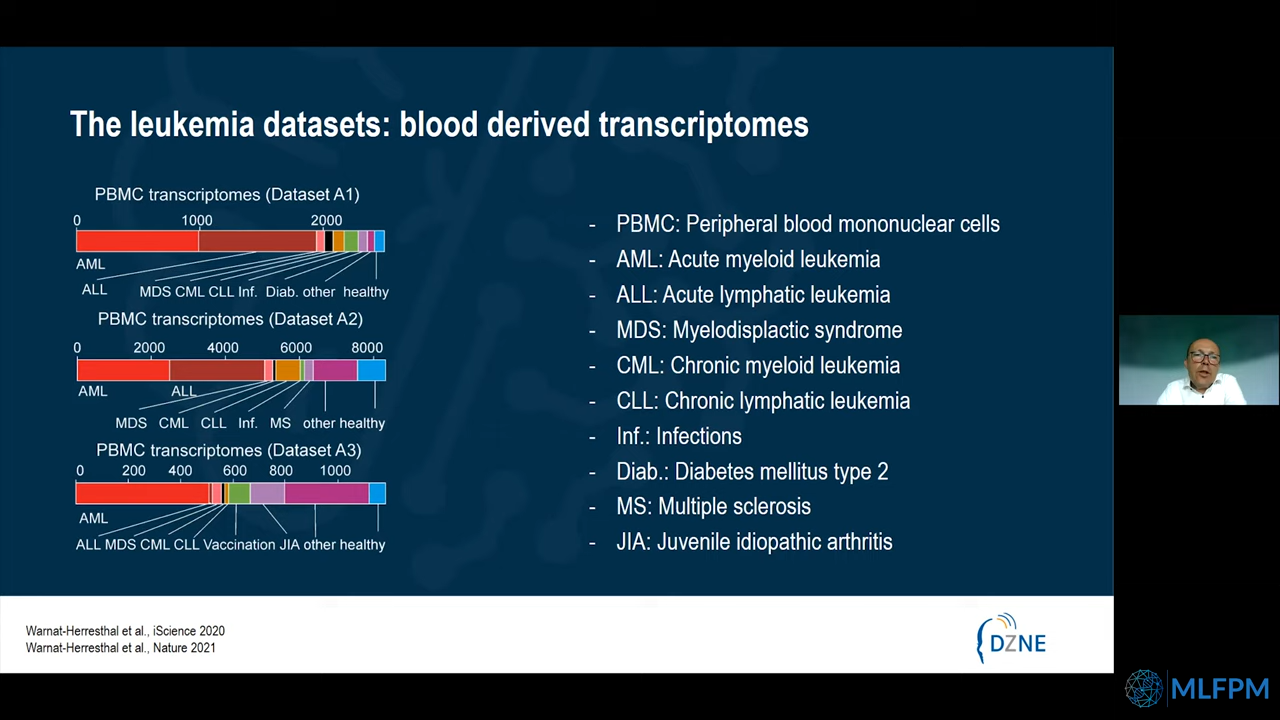 The leukemia datasets: blood derived transcriptomes
PBMC transcriptomes (Dataset A1)
0 1000 2000
AML
ALL MDS CML CLL Inf. Diab. other healthy
PBMC transcriptomes (Dataset A2)
0 2000 4000 6000 8000
AML ALL
MDS CML CLL Inf. MS other healthy
PBMC transcriptomes (Dataset A3)
0 200 400 600 800 1000
AML
ALL MDS CML CLL Vaccination JIA other healthy
- PBMC: Peripheral blood mononuclear cells
- AML: Acute myeloid leukemia
- ALL: Acute lymphatic leukemia
- MDS: Myelodisplactic syndrome
- CML: Chronic myeloid leukemia
- CLL: Chronic lymphatic leukemia
- Inf.: Infections
- Diab.: Diabetes mellitus type 2
- MS: Multiple sclerosis
- JIA: Juvenile idiopathic arthritis
Warnat-Herresthal et al., iScience 2020
Warnat-Herresthal et al., Nature 2021
DZNE
MLFPM